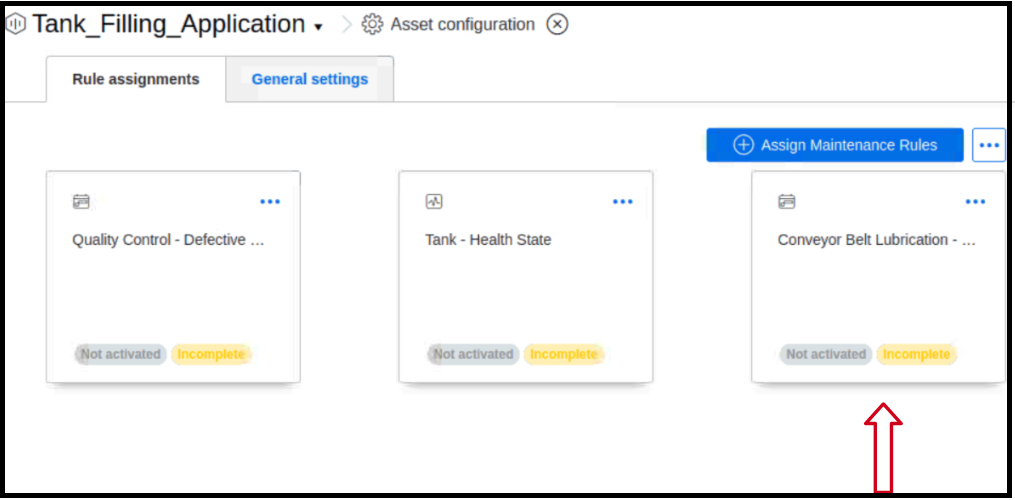 Tank_Filling_Application
Asset configuration
Rule assignments
General settings
Assign Maintenance Rules
Quality Control - Defective ...
Tank - Health State
Conveyor Belt Lubrication - ...
Not activated Incomplete
Not activated Incomplete
Not activated Incomplete